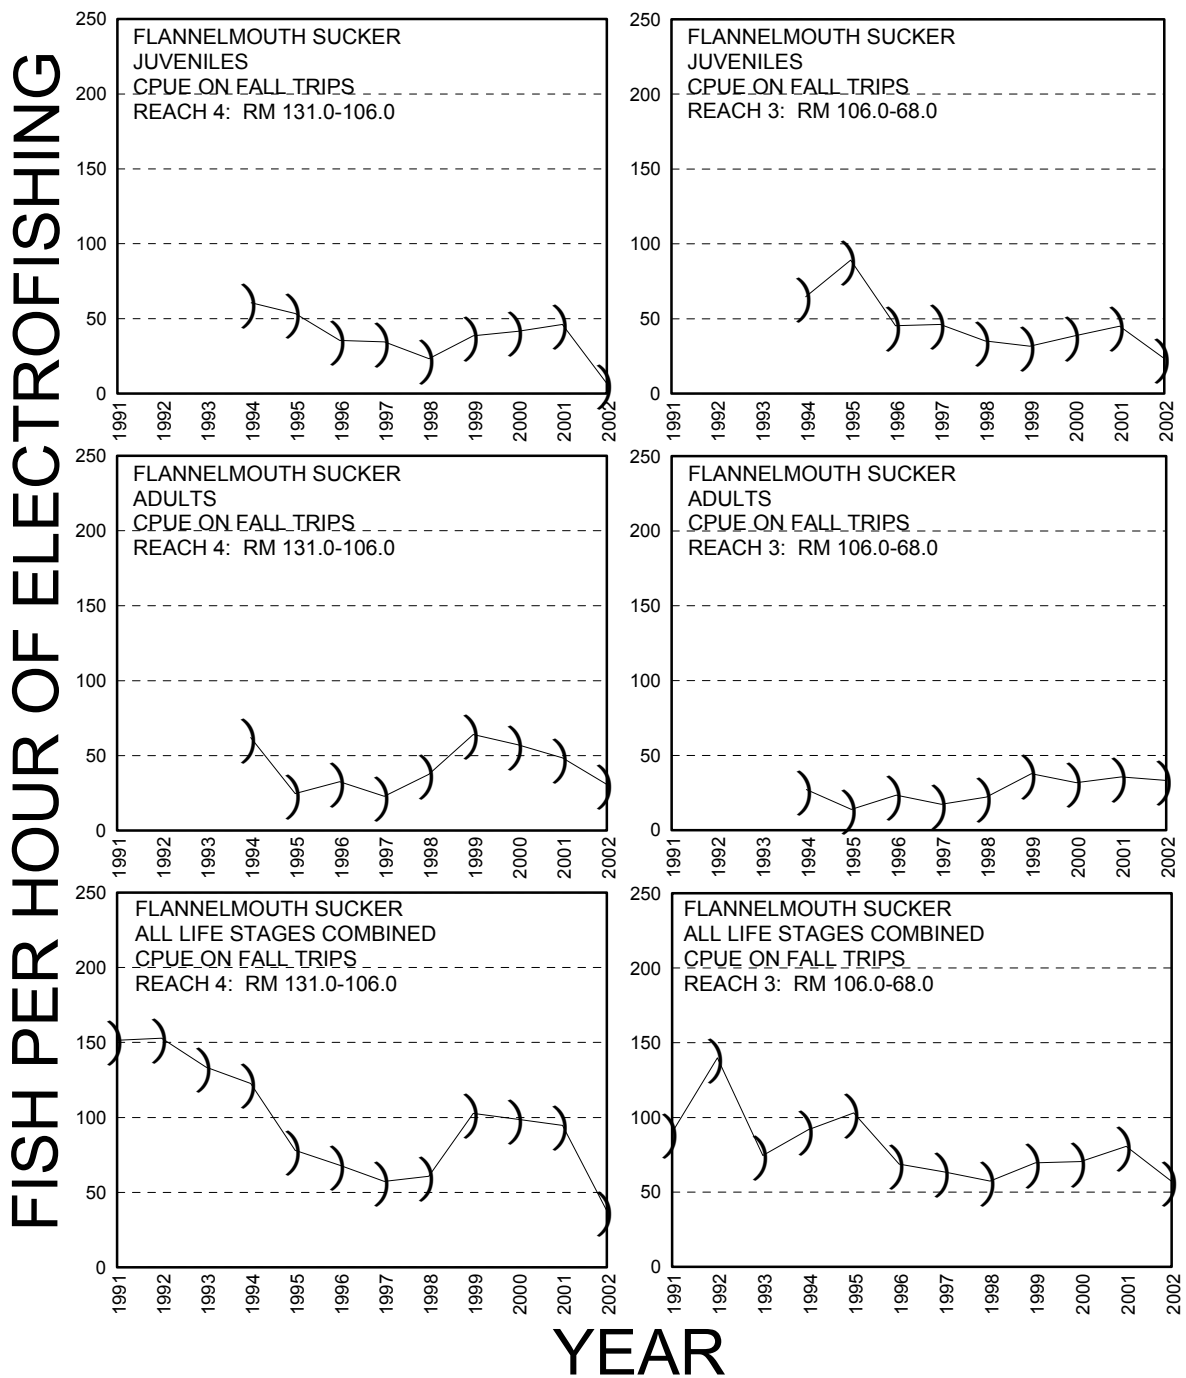 FISH PER HOUR OF ELECTROFISHING
FLANNELMOUTH SUCKER
JUVENILES
CPUE ON FALL TRIPS
REACH 4: RM 131.0-106.0
250
200
150
100
50
0
1991 1992 1993 1994 1995 1996 1997 1998 1999 2000 2001 2002
FLANNELMOUTH SUCKER
JUVENILES
CPUE ON FALL TRIPS
REACH 3: RM 106.0-68.0
250
200
150
100
50
0
1991 1992 1993 1994 1995 1996 1997 1998 1999 2000 2001 2002
FLANNELMOUTH SUCKER
ADULTS
CPUE ON FALL TRIPS
REACH 4: RM 131.0-106.0
250
200
150
100
50
0
1991 1992 1993 1994 1995 1996 1997 1998 1999 2000 2001 2002
FLANNELMOUTH SUCKER
ADULTS
CPUE ON FALL TRIPS
REACH 3: RM 106.0-68.0
250
200
150
100
50
0
1991 1992 1993 1994 1995 1996 1997 1998 1999 2000 2001 2002
FLANNELMOUTH SUCKER
ALL LIFE STAGES COMBINED
CPUE ON FALL TRIPS
REACH 4: RM 131.0-106.0
250
200
150
100
50
0
1991 1992 1993 1994 1995 1996 1997 1998 1999 2000 2001 2002
FLANNELMOUTH SUCKER
ALL LIFE STAGES COMBINED
CPUE ON FALL TRIPS
REACH 3: RM 106.0-68.0
250
200
150
100
50
0
1991 1992 1993 1994 1995 1996 1997 1998 1999 2000 2001 2002
YEAR